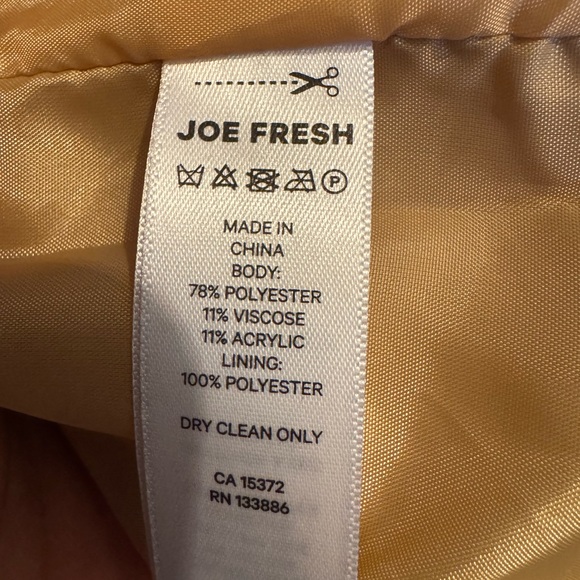 JOE FRESH
P
MADE IN
CHINA
BODY:
78% POLYESTER
11% VISCOSE
11% ACRYLIC
LINING:
100% POLYESTER
DRY CLEAN ONLY
CA 15372
RN 133886